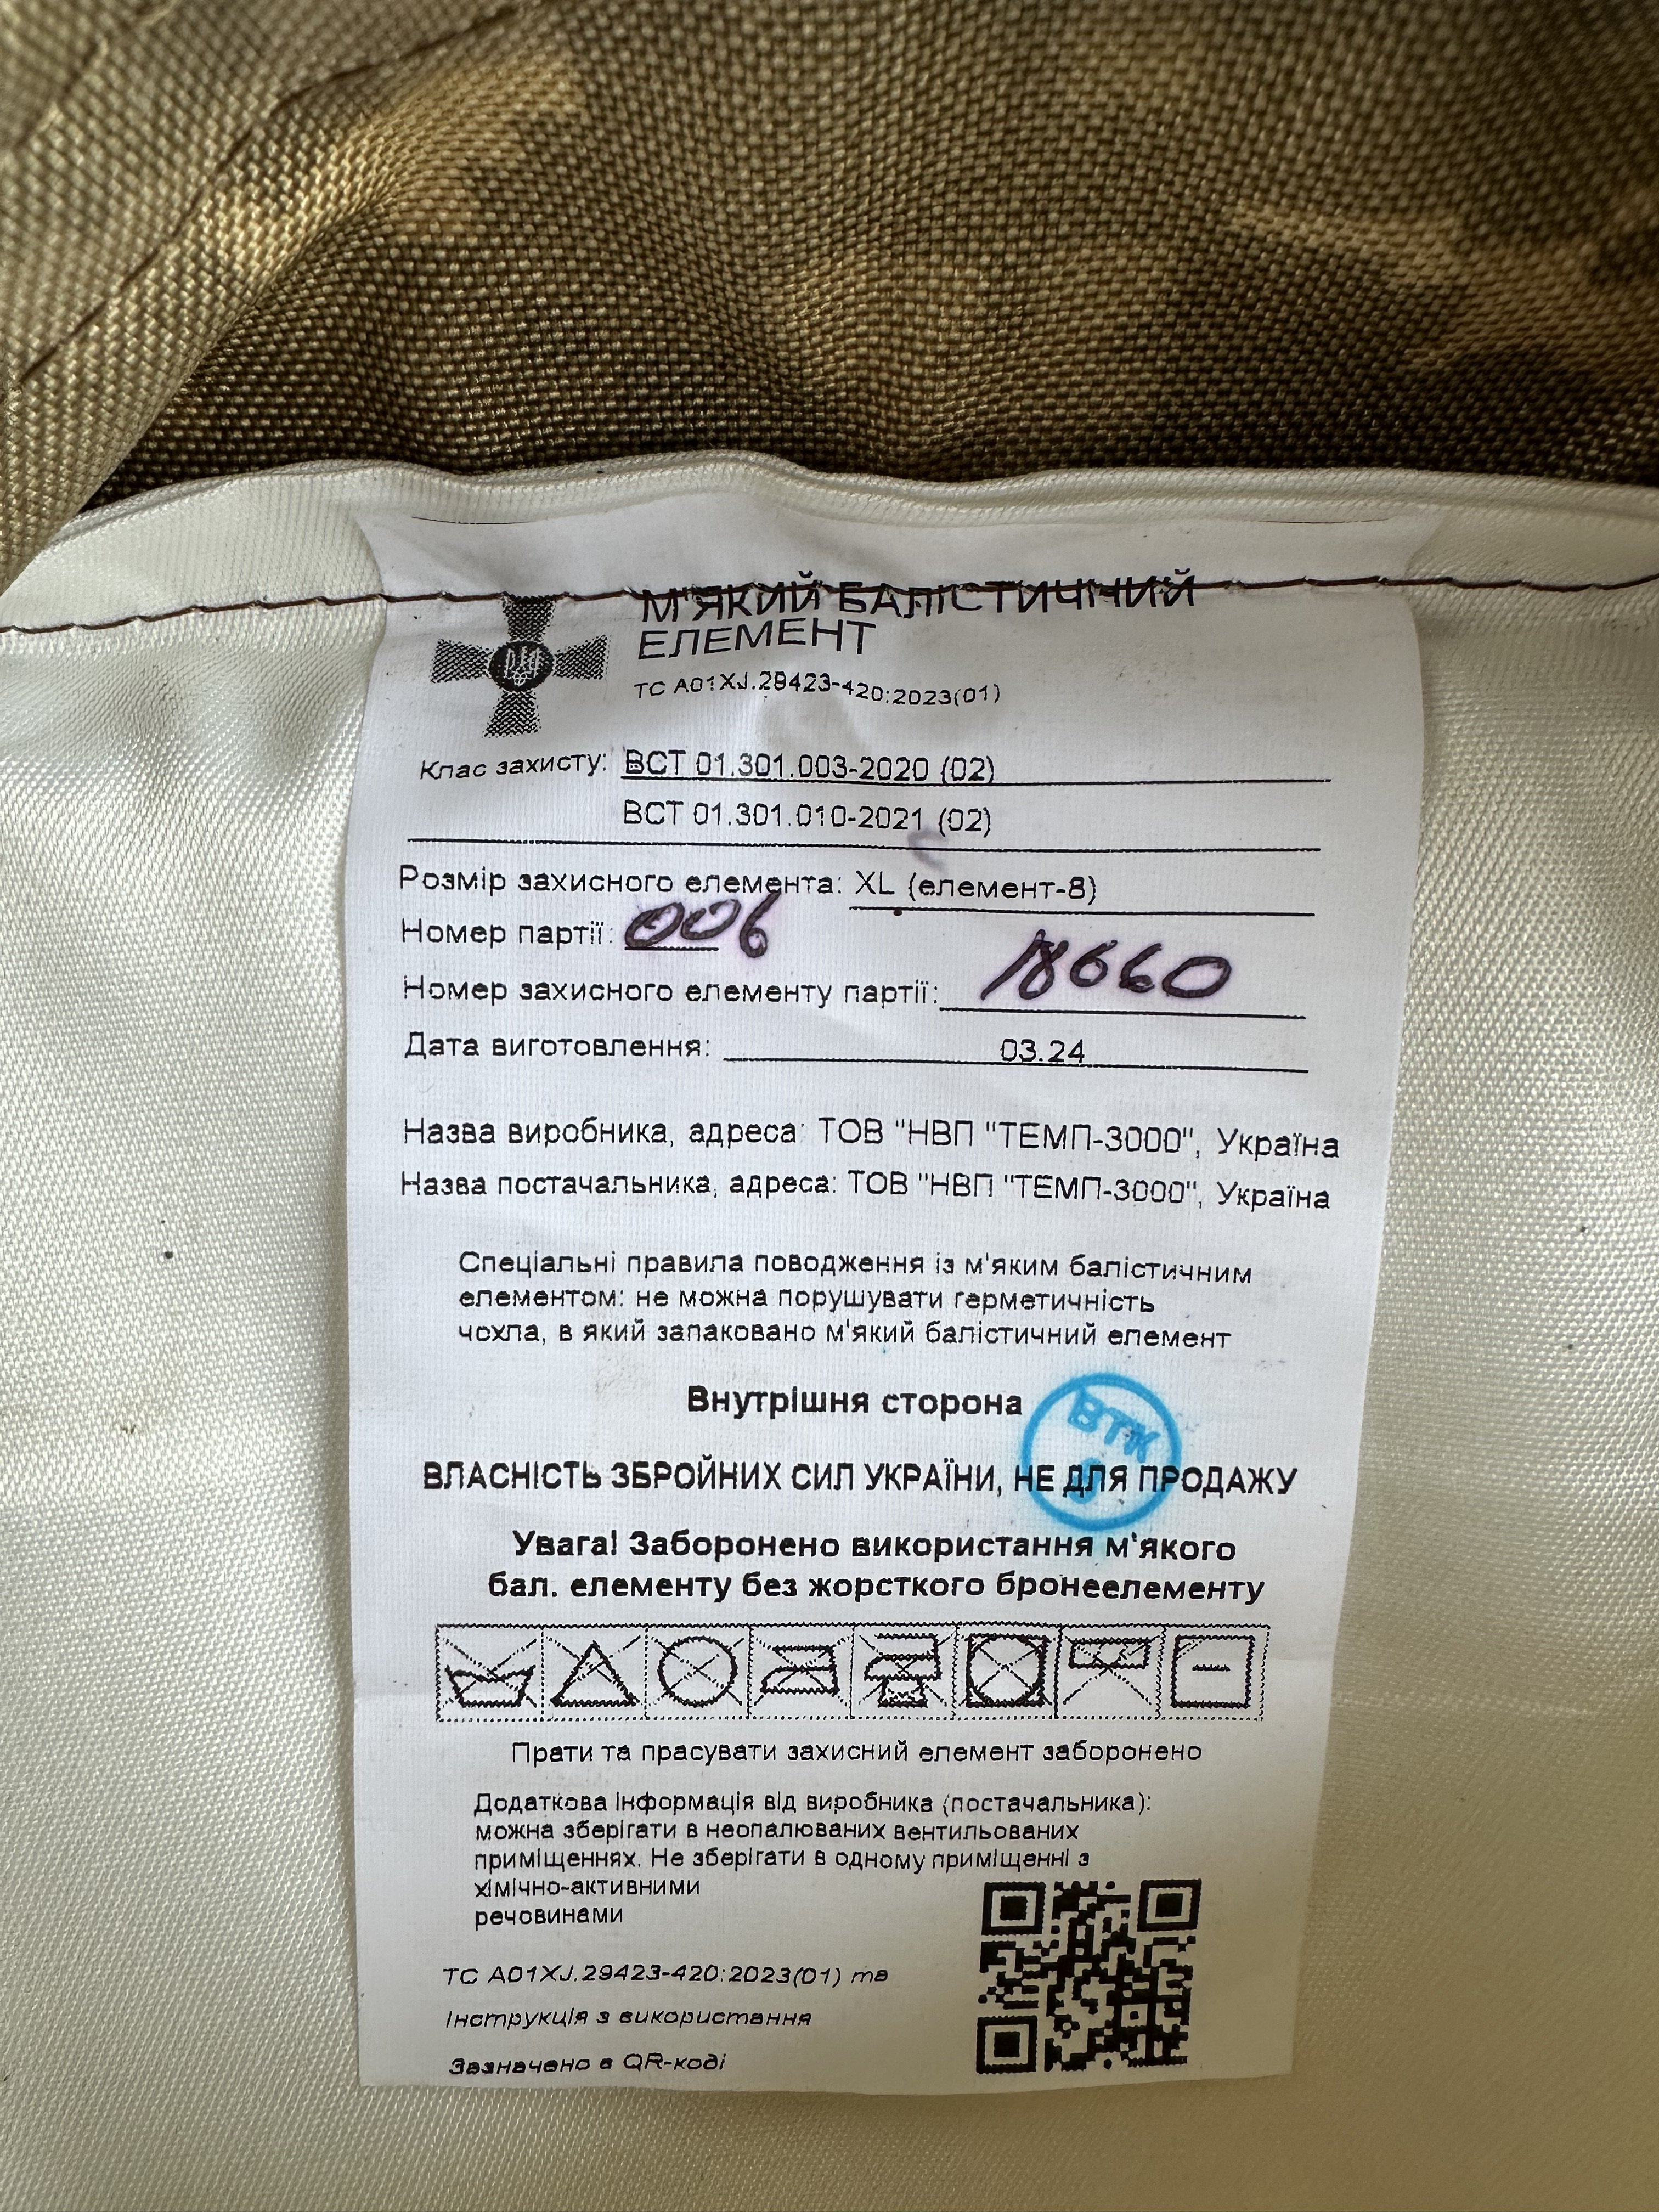 М'ЯКИЙ БАЛІСТИЧНИЙ
ЕЛЕМЕНТ
ТС А01XJ.29423-420:2023(01)
Клас захисту: ВСТ 01.301.003-2020 (02)
ВСТ 01.301.010-2021 (02)
Розмір захисного елемента: XL (елемент-8)
Номер партії: 006
Номер захисного елементу партії: 18660
Дата виготовлення: 03.24
Назва виробника, адреса: ТОВ "НВП "ТЕМП-3000", Україна
Назва постачальника, адреса: ТОВ "НВП "ТЕМП-3000", Україна
Спеціальні правила поводження із м'яким балістичним
елементом: не можна порушувати герметичність
чохла, в який запаковано м'який балістичний елемент
Внутрішня сторона
ВТК
ВЛАСНІСТЬ ЗБРОЙНИХ СИЛ УКРАЇНИ, НЕ ДЛЯ ПРОДАЖУ
Увага! Заборонено використання м'якого
бал. елементу без жорсткого бронеелементу
Прати та прасувати захисний елемент заборонено
Додаткова інформація від виробника (постачальника):
можна зберігати в неопалюваних вентильованих
приміщеннях. Не зберігати в одному приміщенні з
хімічно-активними
речовинами
ТС А01XJ.29423-420:2023(01) та
Інструкція з використання
Зазначено в QR-коді